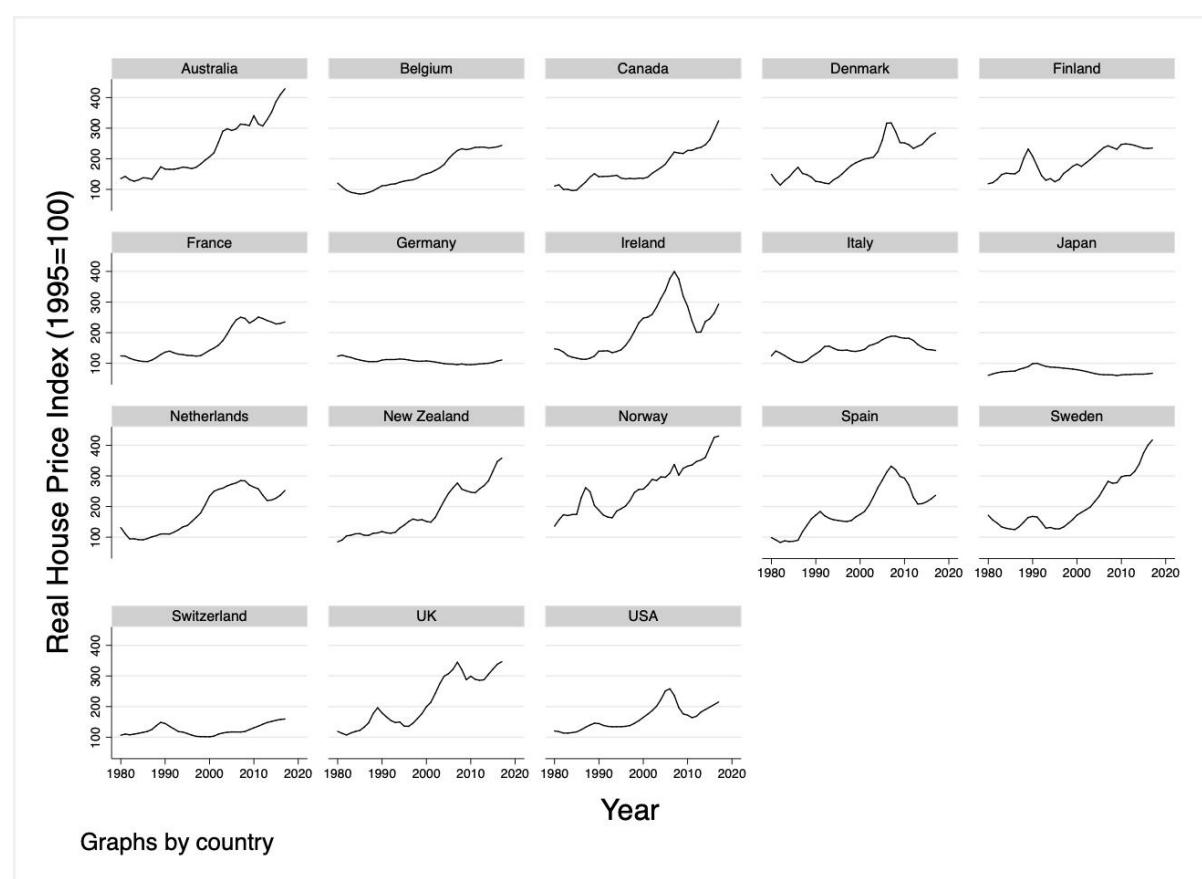 Real House Price Index (1995=100)
Australia
Belgium
Canada
Denmark
Finland
400
300
200
100
France
Germany
Ireland
Italy
Japan
400
300
200
100
Netherlands
New Zealand
Norway
Spain
Sweden
400
300
200
100
1980 1990 2000 2010 2020
1980 1990 2000 2010 2020
Switzerland
UK
USA
400
300
200
100
1980 1990 2000 2010 2020
1980 1990 2000 2010 2020
1980 1990 2000 2010 2020
Year
Graphs by country